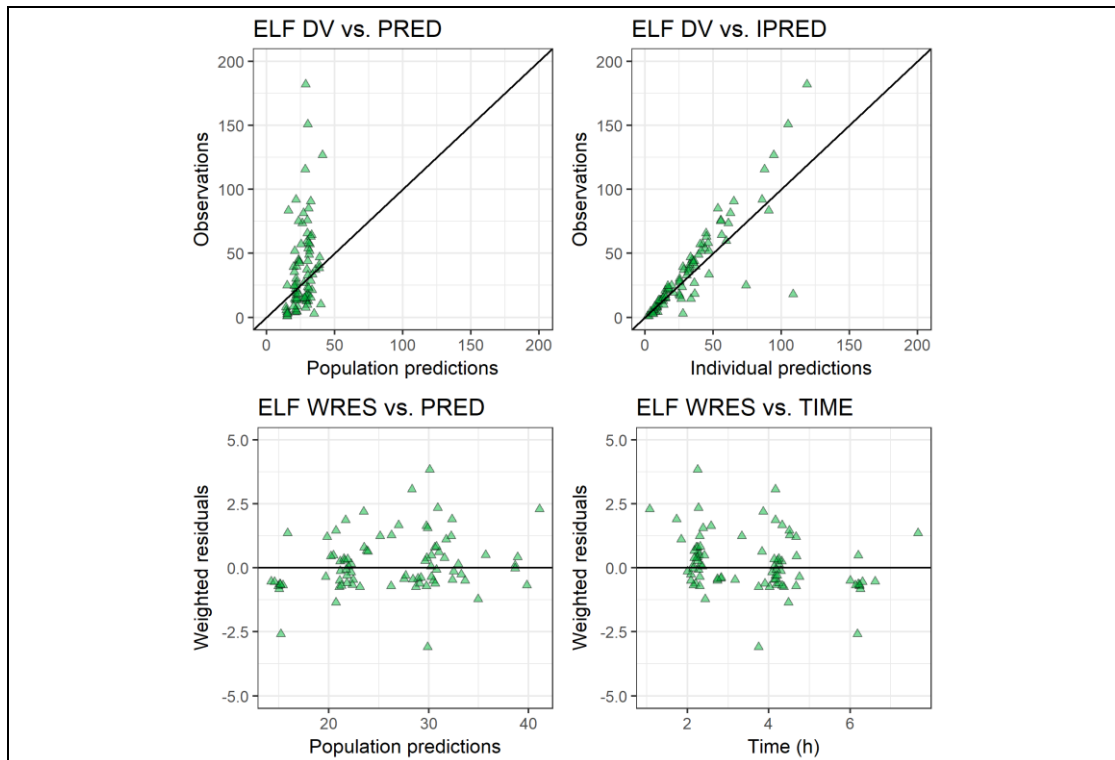 ELF DV vs. PRED
200
150
100
50
0
Observations
0 50 100 150 200
Population predictions
ELF DV vs. IPRED
200
150
100
50
0
Observations
0 50 100 150 200
Individual predictions
ELF WRES vs. PRED
5.0
2.5
0.0
-2.5
-5.0
Weighted residuals
20 30 40
Population predictions
ELF WRES vs. TIME
5.0
2.5
0.0
-2.5
-5.0
Weighted residuals
2 4 6
Time (h)